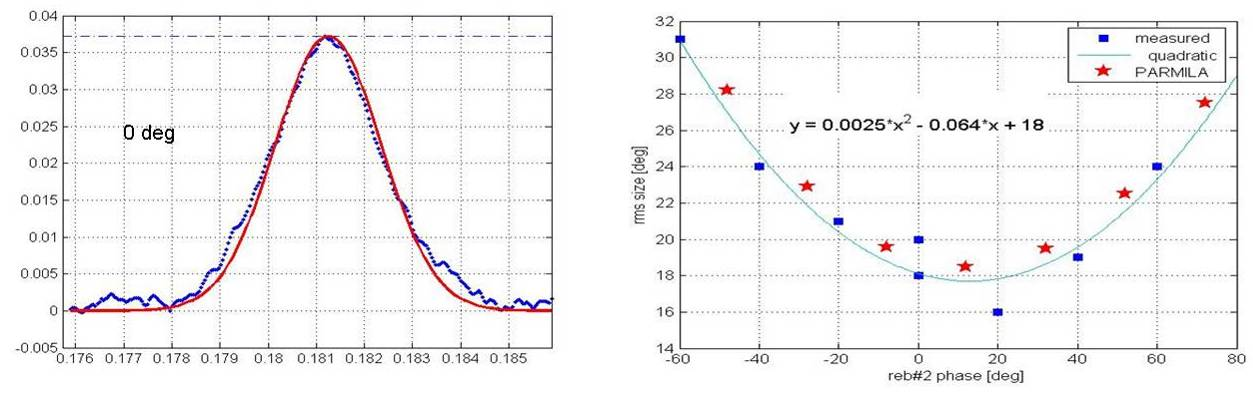 0.04
0.035
0.03
0.025
0.02
0.015
0.01
0.005
0
-0.005
0 deg
0.176 0.177 0.178 0.179 0.18 0.181 0.182 0.183 0.184 0.185
32
30
28
26
24
22
20
18
16
14
rms size [deg]
measured
quadratic
PARMILA
y = 0.0025*x² - 0.064*x + 18
-60 -40 -20 0 20 40 60 80
reb#2 phase [deg]